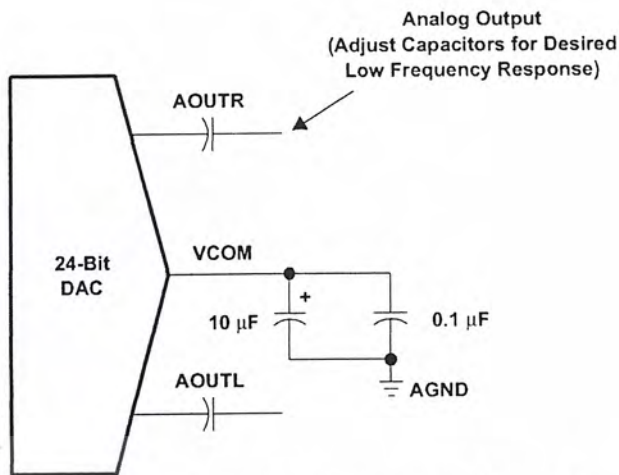 Analog Output
(Adjust Capacitors for Desired
Low Frequency Response)
AOUTR
24-Bit
DAC
VCOM
+
10 μF
0.1 μF
AOUTL
AGND